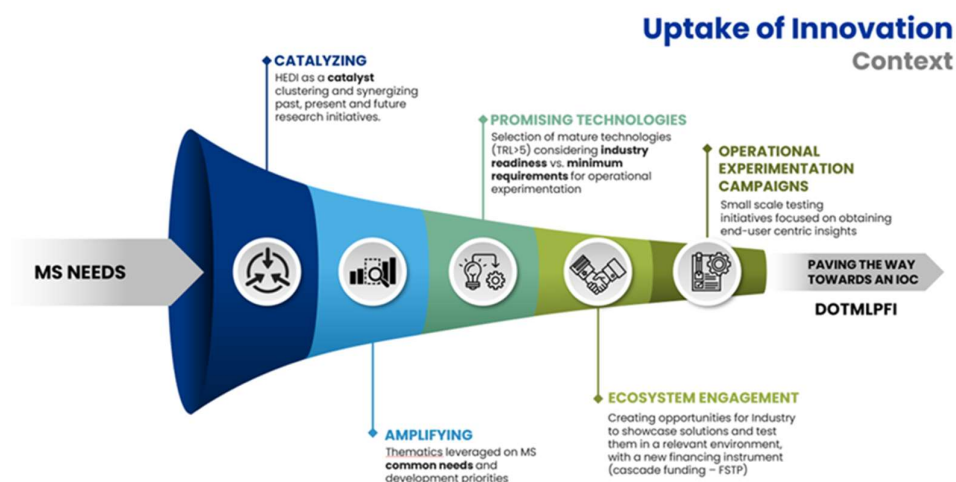 Uptake of Innovation
Context
CATALYZING
HEDI as a catalyst
clustering and synergizing
past, present and future
research initiatives.
PROMISING TECHNOLOGIES
Selection of mature technologies
(TRL>5) considering industry
readiness vs. minimum
requirements for operational
experimentation
OPERATIONAL
EXPERIMENTATION
CAMPAIGNS
Small scale testing
initiatives focused on obtaining
end-user centric insights
MS NEEDS
PAVING THE WAY
TOWARDS AN IOC
DOTMLPFI
AMPLIFYING
Thematics leveraged on MS
common needs and
development priorities
ECOSYSTEM ENGAGEMENT
Creating opportunities for Industry
to showcase solutions and test
them in a relevant environment,
with a new financing instrument
(cascade funding – FSTP)